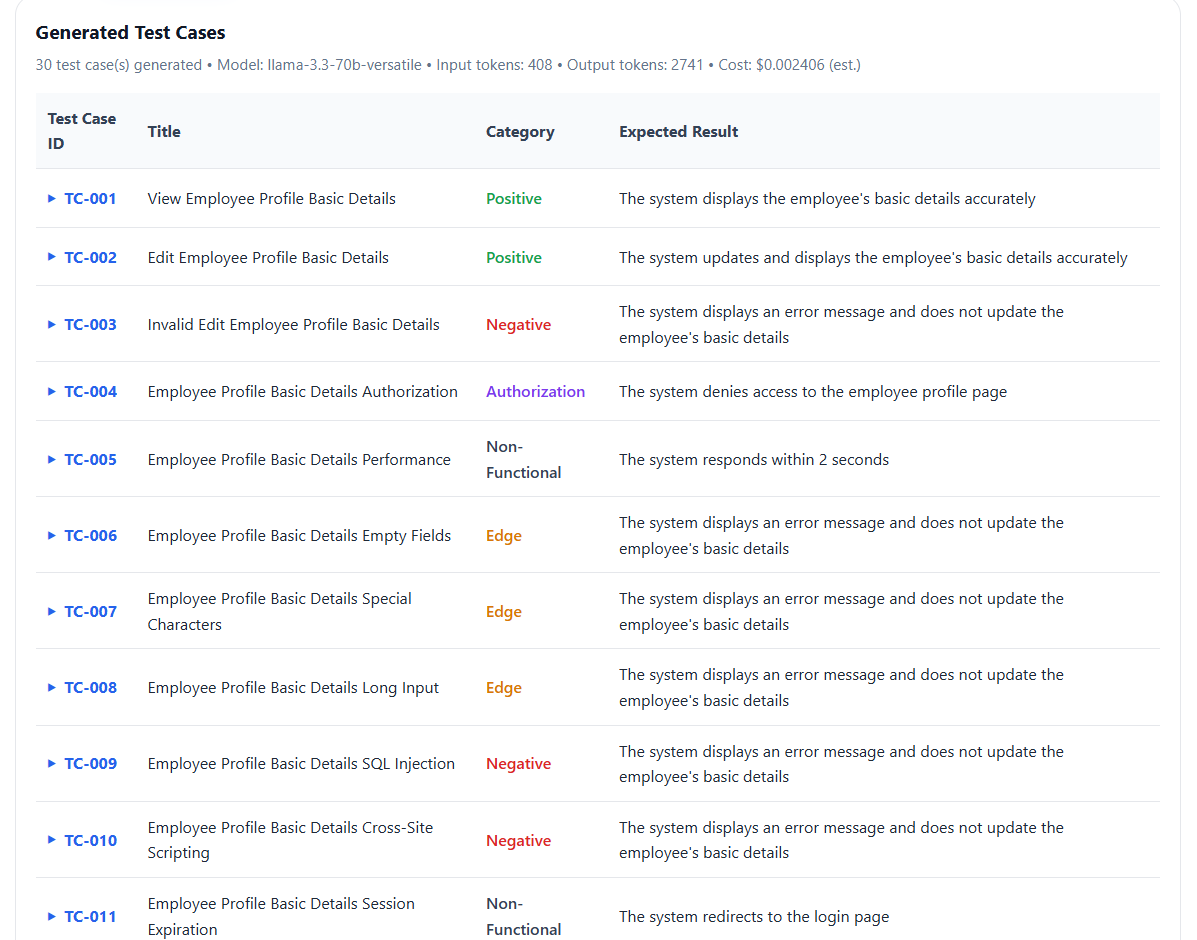 Generated Test Cases
30 test case(s) generated • Model: llama-3.3-70b-versatile • Input tokens: 408 • Output tokens: 2741 • Cost: $0.002406 (est.)
Test Case
ID
Title
Category
Expected Result
TC-001
View Employee Profile Basic Details
Positive
The system displays the employee's basic details accurately
TC-002
Edit Employee Profile Basic Details
Positive
The system updates and displays the employee's basic details accurately
TC-003
Invalid Edit Employee Profile Basic Details
Negative
The system displays an error message and does not update the
employee's basic details
TC-004
Employee Profile Basic Details Authorization
Authorization
The system denies access to the employee profile page
TC-005
Employee Profile Basic Details Performance
Non-
Functional
The system responds within 2 seconds
TC-006
Employee Profile Basic Details Empty Fields
Edge
The system displays an error message and does not update the
employee's basic details
TC-007
Employee Profile Basic Details Special
Characters
Edge
The system displays an error message and does not update the
employee's basic details
TC-008
Employee Profile Basic Details Long Input
Edge
The system displays an error message and does not update the
employee's basic details
TC-009
Employee Profile Basic Details SQL Injection
Negative
The system displays an error message and does not update the
employee's basic details
TC-010
Employee Profile Basic Details Cross-Site
Scripting
Negative
The system displays an error message and does not update the
employee's basic details
TC-011
Employee Profile Basic Details Session
Expiration
Non-
Functional
The system redirects to the login page